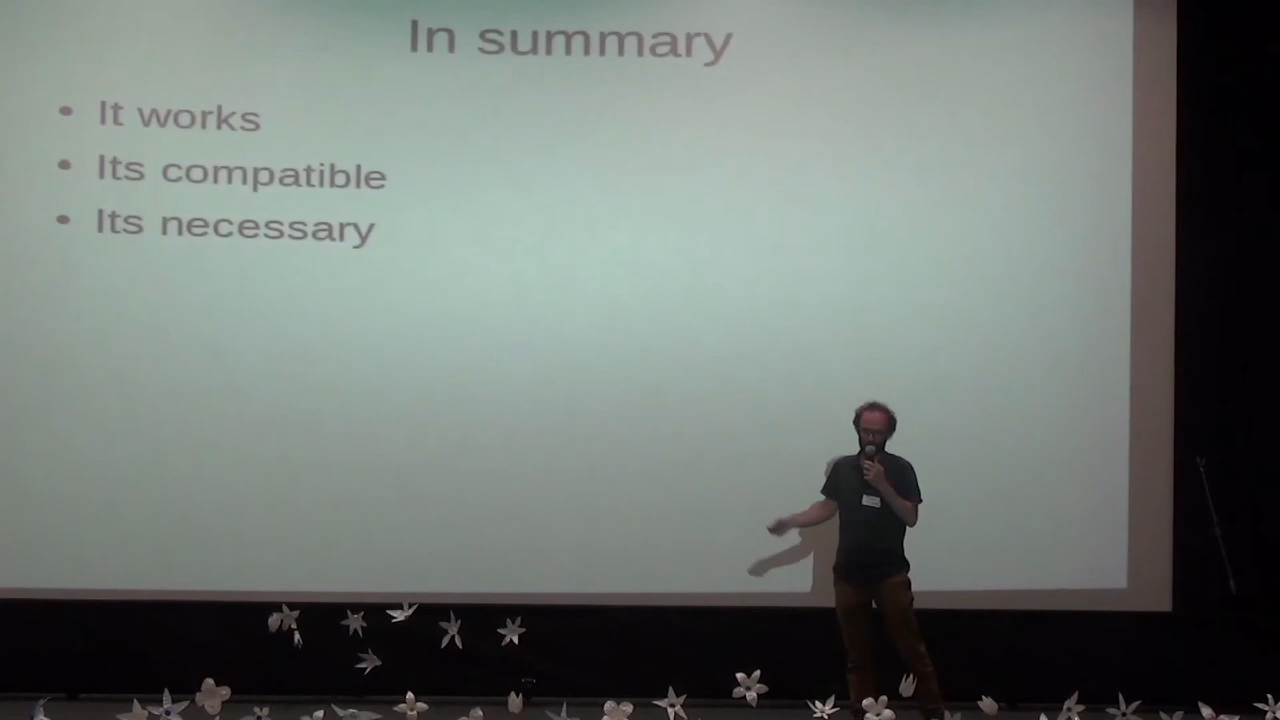 In summary
• It works
• Its compatible
• Its necessary